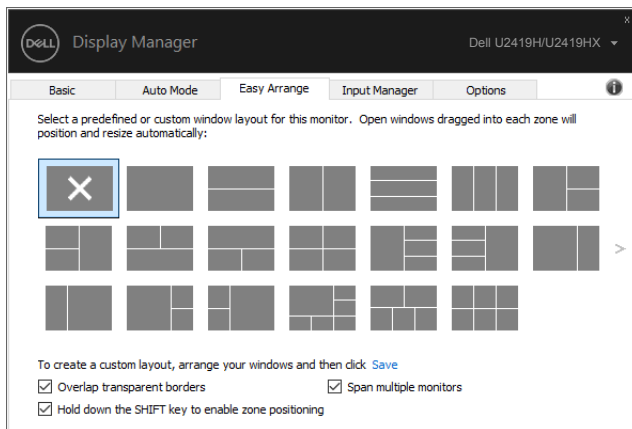 x
DELL Display Manager Dell U2419H/U2419HX
Basic Auto Mode Easy Arrange Input Manager Options
Select a predefined or custom window layout for this monitor. Open windows dragged into each zone will
position and resize automatically:
To create a custom layout, arrange your windows and then click Save
Overlap transparent borders Span multiple monitors
Hold down the SHIFT key to enable zone positioning